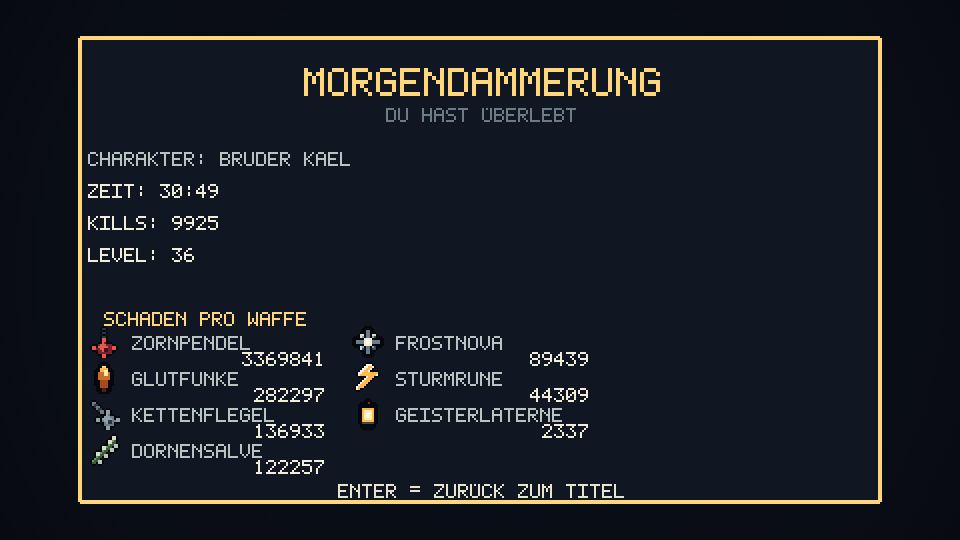 MORGENDAMMERUNG
DU HAST ÜBERLEBT
CHARAKTER: BRUDER KAEL
ZEIT: 30:49
KILLS: 9925
LEVEL: 36
SCHADEN PRO WAFFE
ZORNPENDEL
3369841
GLUTFUNKE
282297
KETTENFLEGEL
136933
DORNENSALVE
122257
FROSTNOVA
89439
STURMRUNE
44309
GEISTERLATERNE
2337
ENTER = ZURÜCK ZUM TITEL